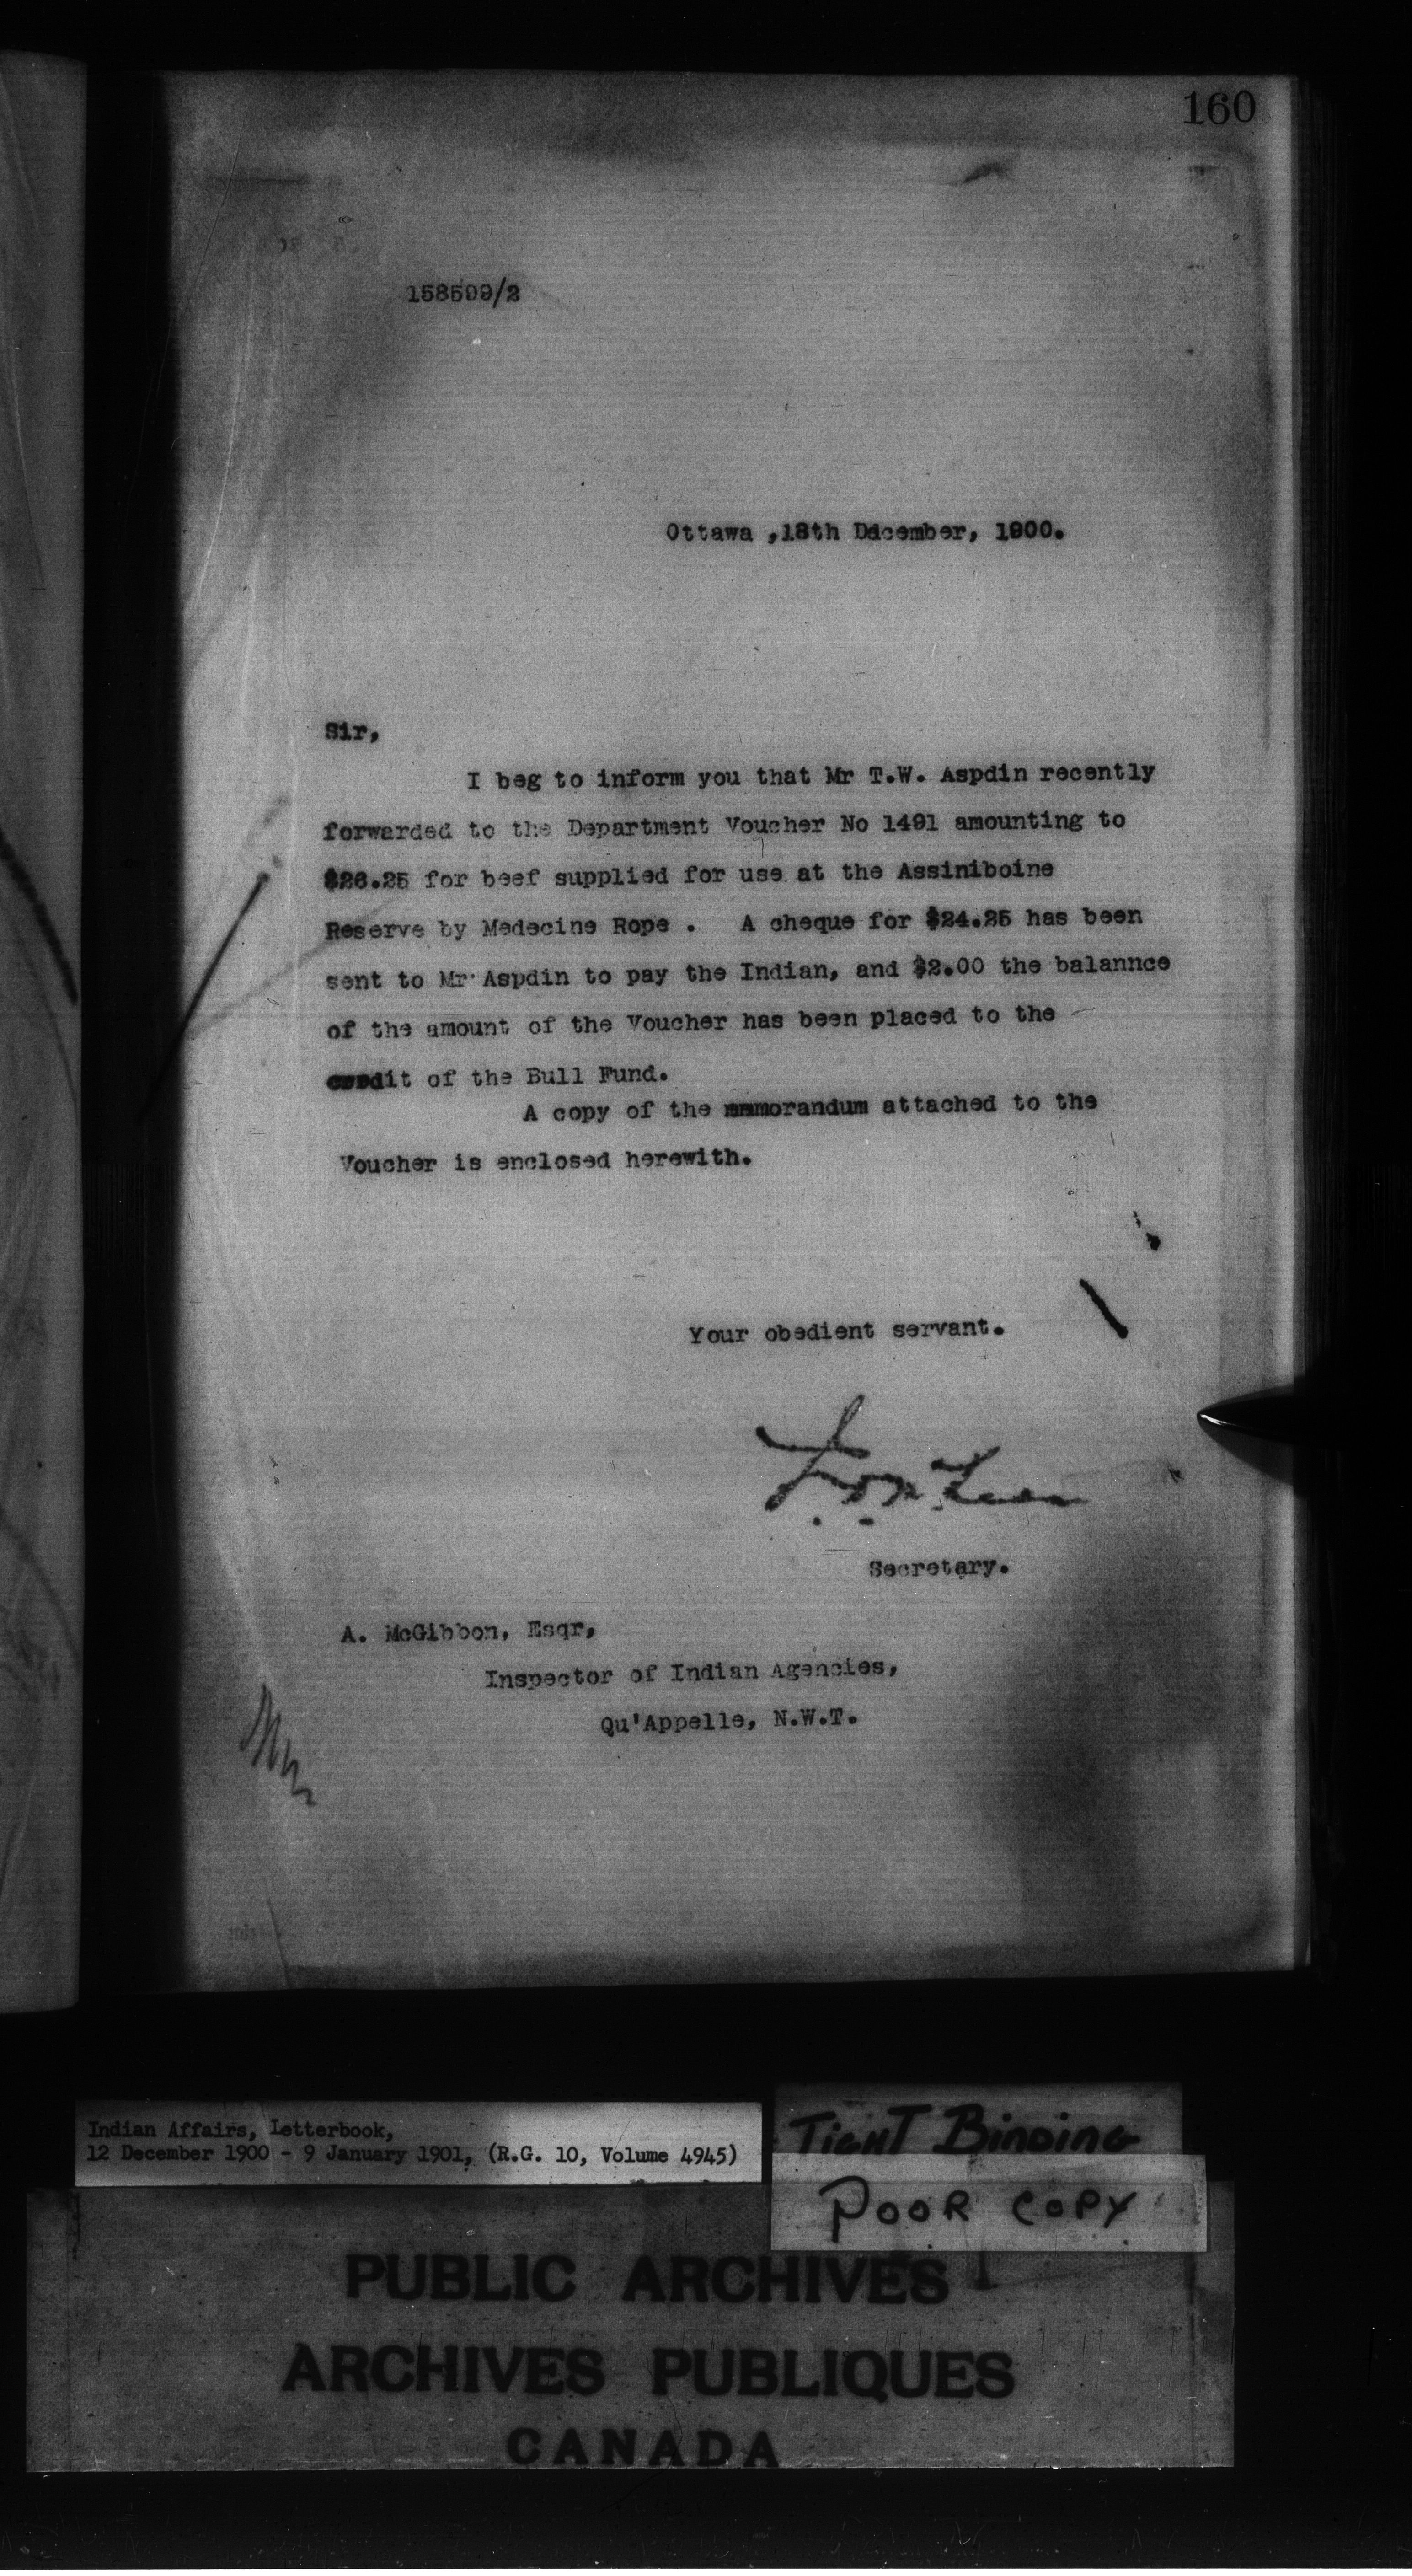 160
158599/2
Ottawa ,18th December, 1900.
Sir,
I beg to inform you that Mr T.W. Aspdin recently
forwarded to the Department Voucher No 1491 amounting to
$26.25 for beef supplied for use at the Assiniboine
Reserve by Medecine Rope . A cheque for $24.25 has been
sent to Mr Aspdin to pay the Indian, and $2.00 the balannce
of the amount of the Voucher has been placed to the
credit of the Bull Fund.
A copy of the memorandum attached to the
Voucher is enclosed herewith.
Your obedient servant.
Secretary.
A. McGibbon, Esqr,
Inspector of Indian Agencies,
Qu'Appelle, N.W.T.
Indian Affairs, Letterbook,
12 December 1900 - 9 January 1901, (R.G. 10, Volume 4945)
TIGHT BINDING
POOR COPY
PUBLIC ARCHIVES
ARCHIVES PUBLIQUES
CANADA